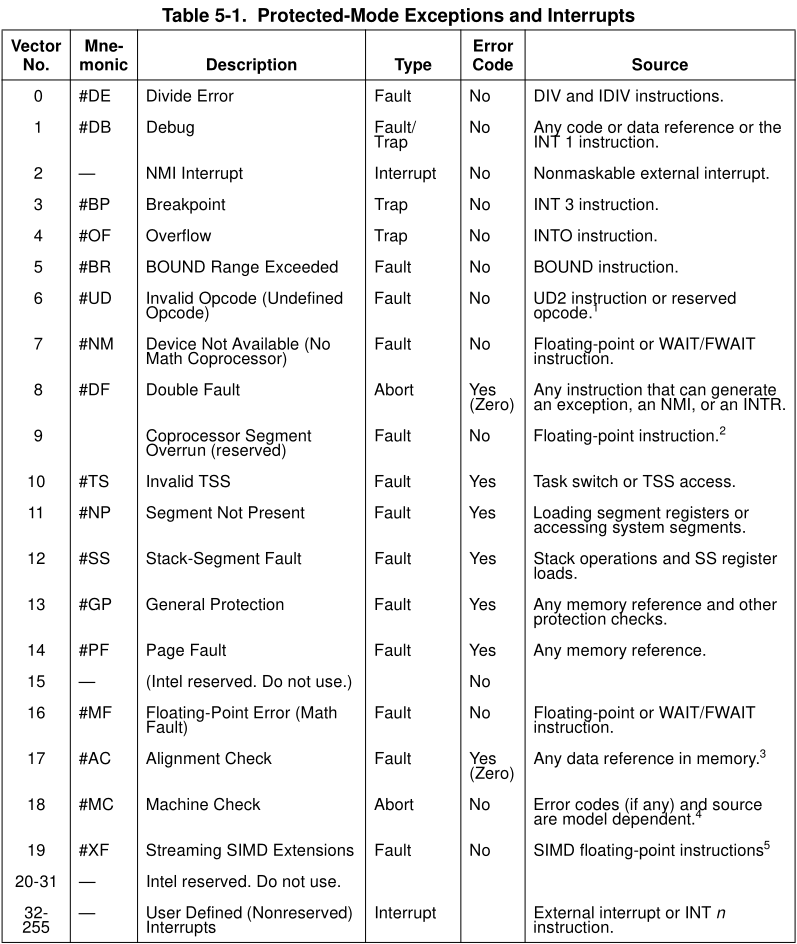 Table 5-1. Protected-Mode Exceptions and Interrupts
Vector No. Mne-monic Description Type Error Code Source
0 #DE Divide Error Fault No DIV and IDIV instructions.
1 #DB Debug Fault/ No Any code or data reference or the
Trap INT 1 instruction.
2 — NMI Interrupt Interrupt No Nonmaskable external interrupt.
3 #BP Breakpoint Trap No INT 3 instruction.
4 #OF Overflow Trap No INTO instruction.
5 #BR BOUND Range Exceeded Fault No BOUND instruction.
6 #UD Invalid Opcode (Undefined Fault No UD2 instruction or reserved
Opcode) opcode.1
7 #NM Device Not Available (No Fault No Floating-point or WAIT/FWAIT
Math Coprocessor) instruction.
8 #DF Double Fault Abort Yes Any instruction that can generate
(Zero) an exception, an NMI, or an INTR.
9 Coprocessor Segment Fault No Floating-point instruction.2
Overrun (reserved)
10 #TS Invalid TSS Fault Yes Task switch or TSS access.
11 #NP Segment Not Present Fault Yes Loading segment registers or
accessing system segments.
12 #SS Stack-Segment Fault Fault Yes Stack operations and SS register
loads.
13 #GP General Protection Fault Yes Any memory reference and other
protection checks.
14 #PF Page Fault Fault Yes Any memory reference.
15 — (Intel reserved. Do not use.) No
16 #MF Floating-Point Error (Math Fault No Floating-point or WAIT/FWAIT
Fault) instruction.
17 #AC Alignment Check Fault Yes Any data reference in memory.3
(Zero)
18 #MC Machine Check Abort No Error codes (if any) and source
are model dependent.4
19 #XF Streaming SIMD Extensions Fault No SIMD floating-point instructions5
20-31 — Intel reserved. Do not use.
32- — User Defined (Nonreserved) Interrupt External interrupt or INT n
255 Interrupts instruction.